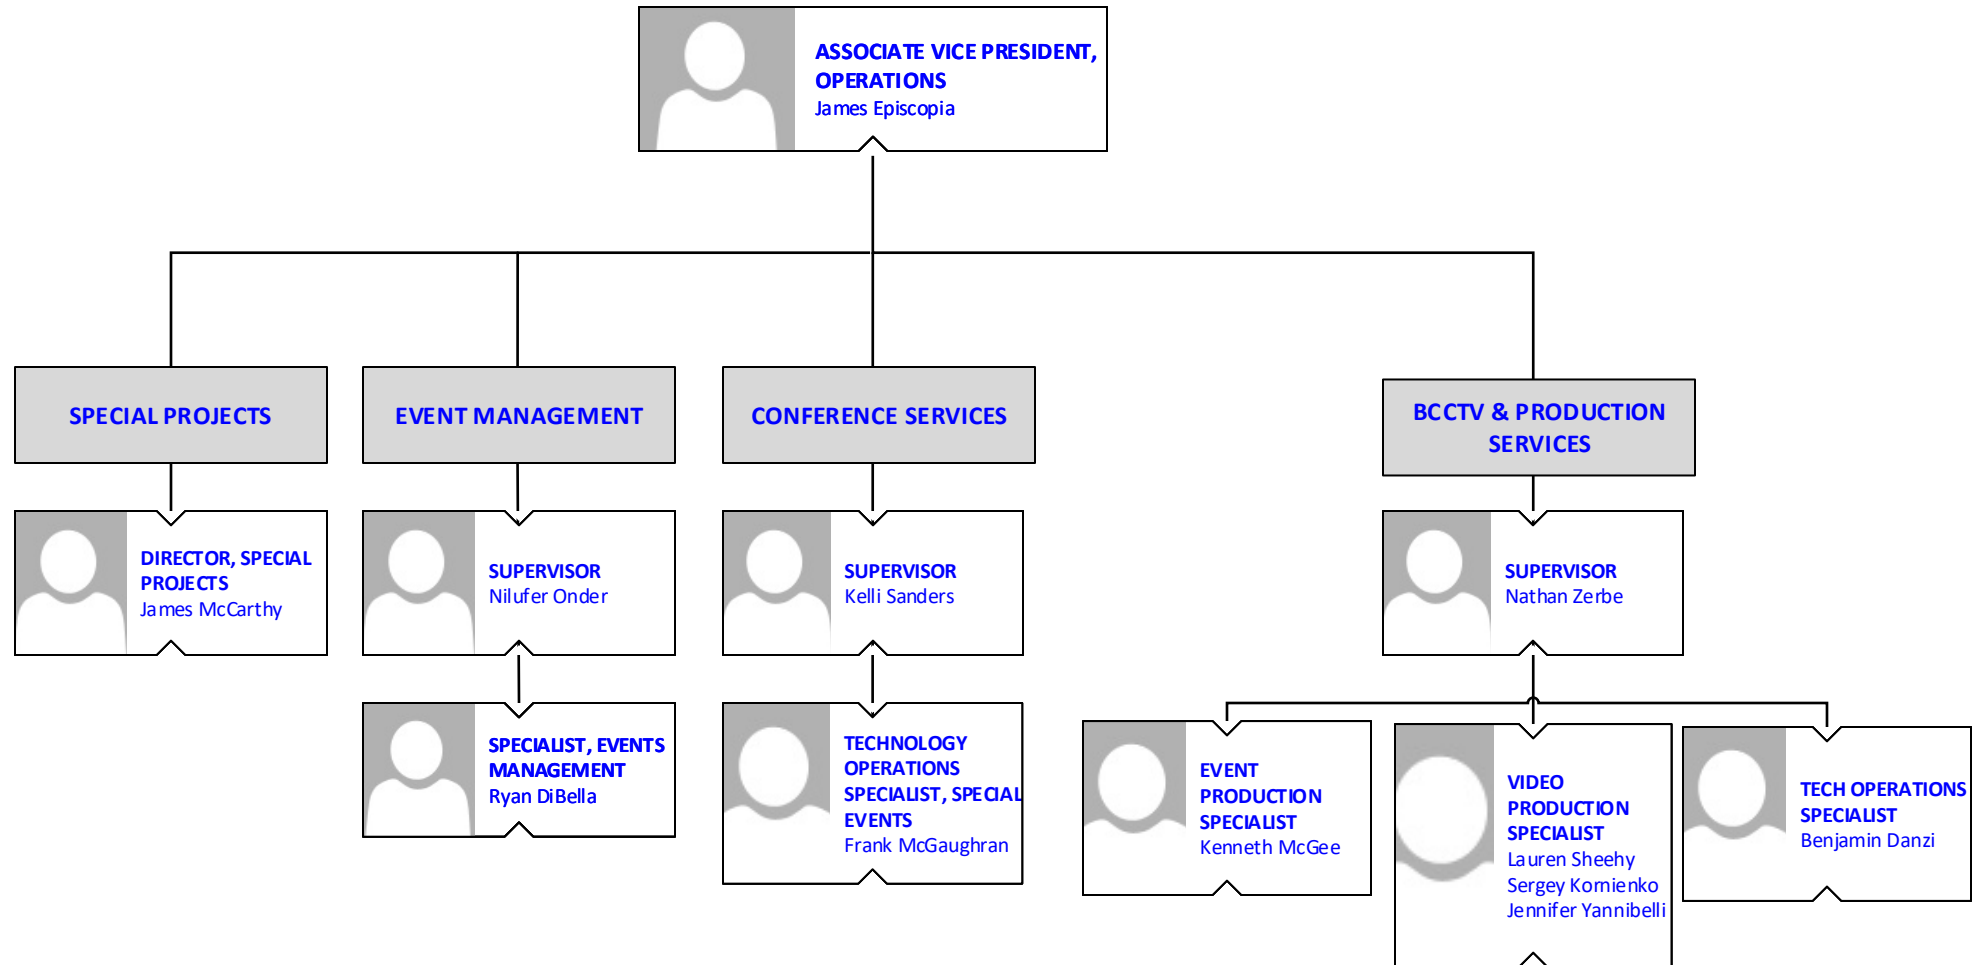 ASSOCIATE VICE PRESIDENT,
OPERATIONS
James Episcopia
SPECIAL PROJECTS
EVENT MANAGEMENT
CONFERENCE SERVICES
BCCTV & PRODUCTION
SERVICES
DIRECTOR, SPECIAL
PROJECTS
James McCarthy
SUPERVISOR
Nilufer Onder
SUPERVISOR
Kelli Sanders
SUPERVISOR
Nathan Zerbe
SPECIALIST, EVENTS
MANAGEMENT
Ryan DiBella
TECHNOLOGY
OPERATIONS
SPECIALIST, SPECIAL
EVENTS
Frank McGaughran
EVENT
PRODUCTION
SPECIALIST
Kenneth McGee
VIDEO
PRODUCTION
SPECIALIST
Lauren Sheehy
Sergey Kornienko
Jennifer Yannibelli
TECH OPERATIONS
SPECIALIST
Benjamin Danzi